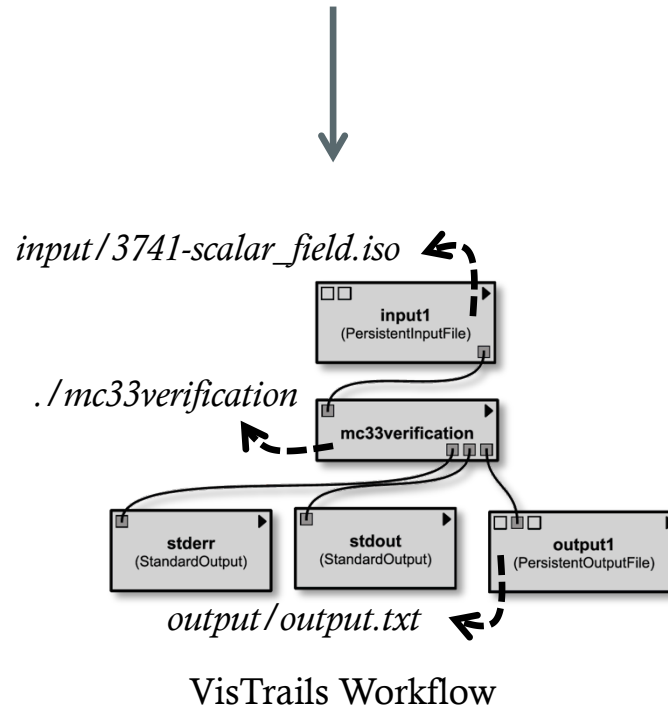 input/3741-scalar_field.iso
input1
(PersistentInputFile)
./mc33verification
mc33verification
stderr
(StandardOutput)
stdout
(StandardOutput)
output1
(PersistentOutputFile)
output/output.txt
VisTrails Workflow